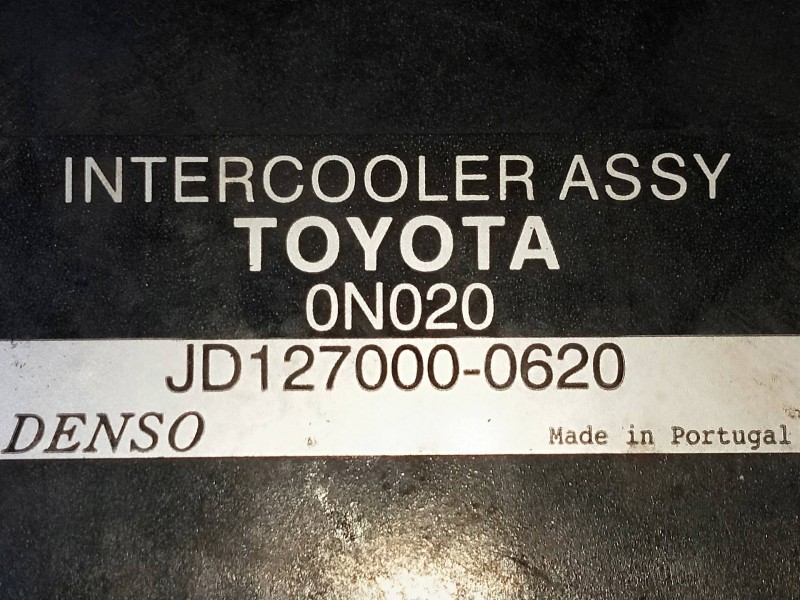 INTERCOOLER ASSY
TOYOTA
0N020
JD127000-0620
DENSO
Made in Portugal